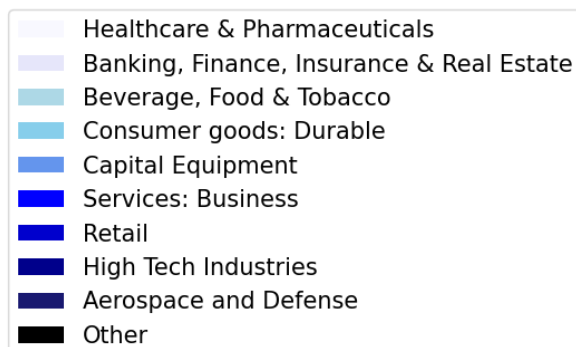 Healthcare & Pharmaceuticals
Banking, Finance, Insurance & Real Estate
Beverage, Food & Tobacco
Consumer goods: Durable
Capital Equipment
Services: Business
Retail
High Tech Industries
Aerospace and Defense
Other